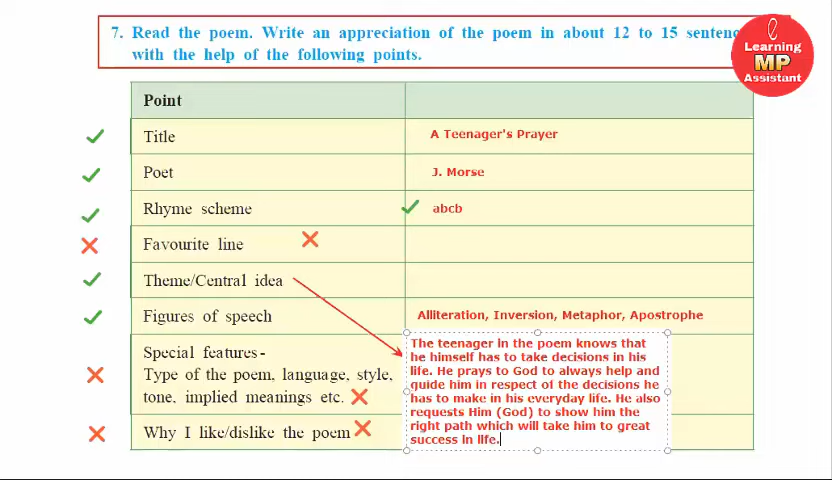 7. Read the poem. Write an appreciation of the poem in about 12 to 15
with the help of the following points.
Learning
MP
Assistant
Point
Title
A Teenager's Prayer
Poet
J. Morse
Rhyme scheme
abcb
Favourite line
Theme/Central idea
Figures of speech
Alliteration, Inversion, Metaphor, Apostrophe
Special features-
Type of the poem, language, style,
tone, implied meanings etc.
The teenager in the poem knows that
he himself has to take decisions in his
life. He prays to God to always help and
guide him in respect of the decisions he
has to make in his everyday life. He also
requests Him (God) to show him the
right path which will take him to great
success in life.
Why I like/dislike the poem